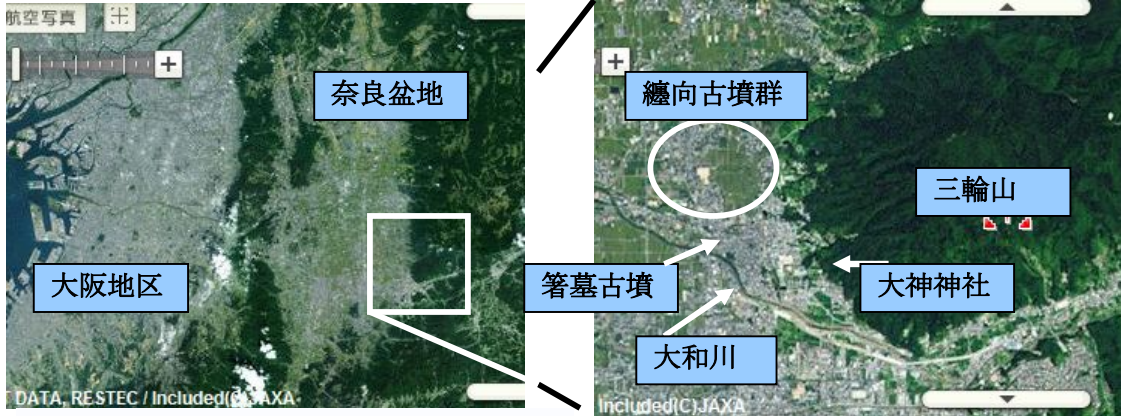 航空写真
奈良盆地
大阪地区
DATA, RESTEC / Included(C)JAXA
纏向古墳群
三輪山
箸墓古墳
大神神社
大和川
Included(C)JAXA